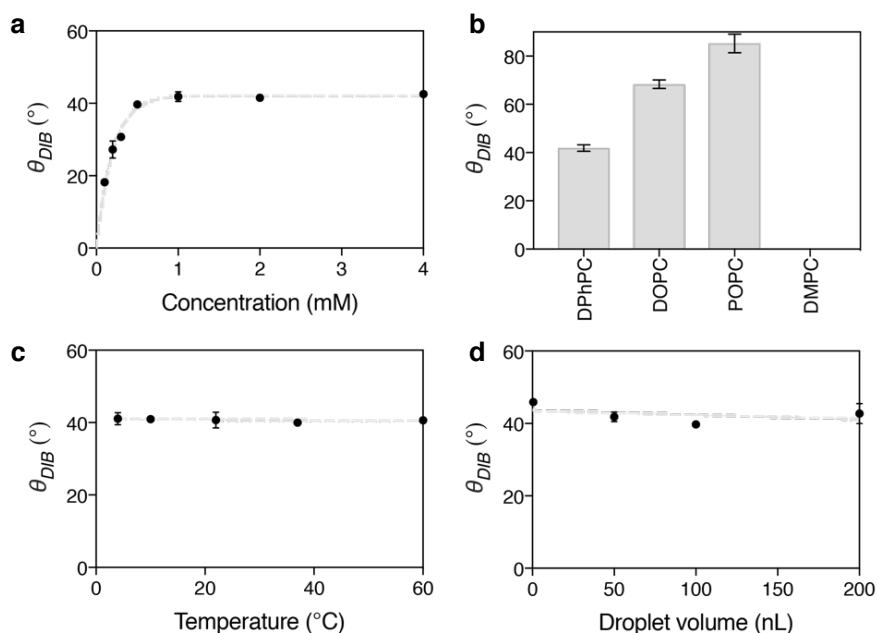 a
60
40
20
0
θDIB (°)
0 1 2 3 4
Concentration (mM)
b
80
60
40
20
0
θDIB (°)
DPhPC
DOPC
POPC
DMPC
c
60
40
20
0
θDIB (°)
0 20 40 60
Temperature (°C)
d
60
40
20
0
θDIB (°)
0 50 100 150 200
Droplet volume (nL)